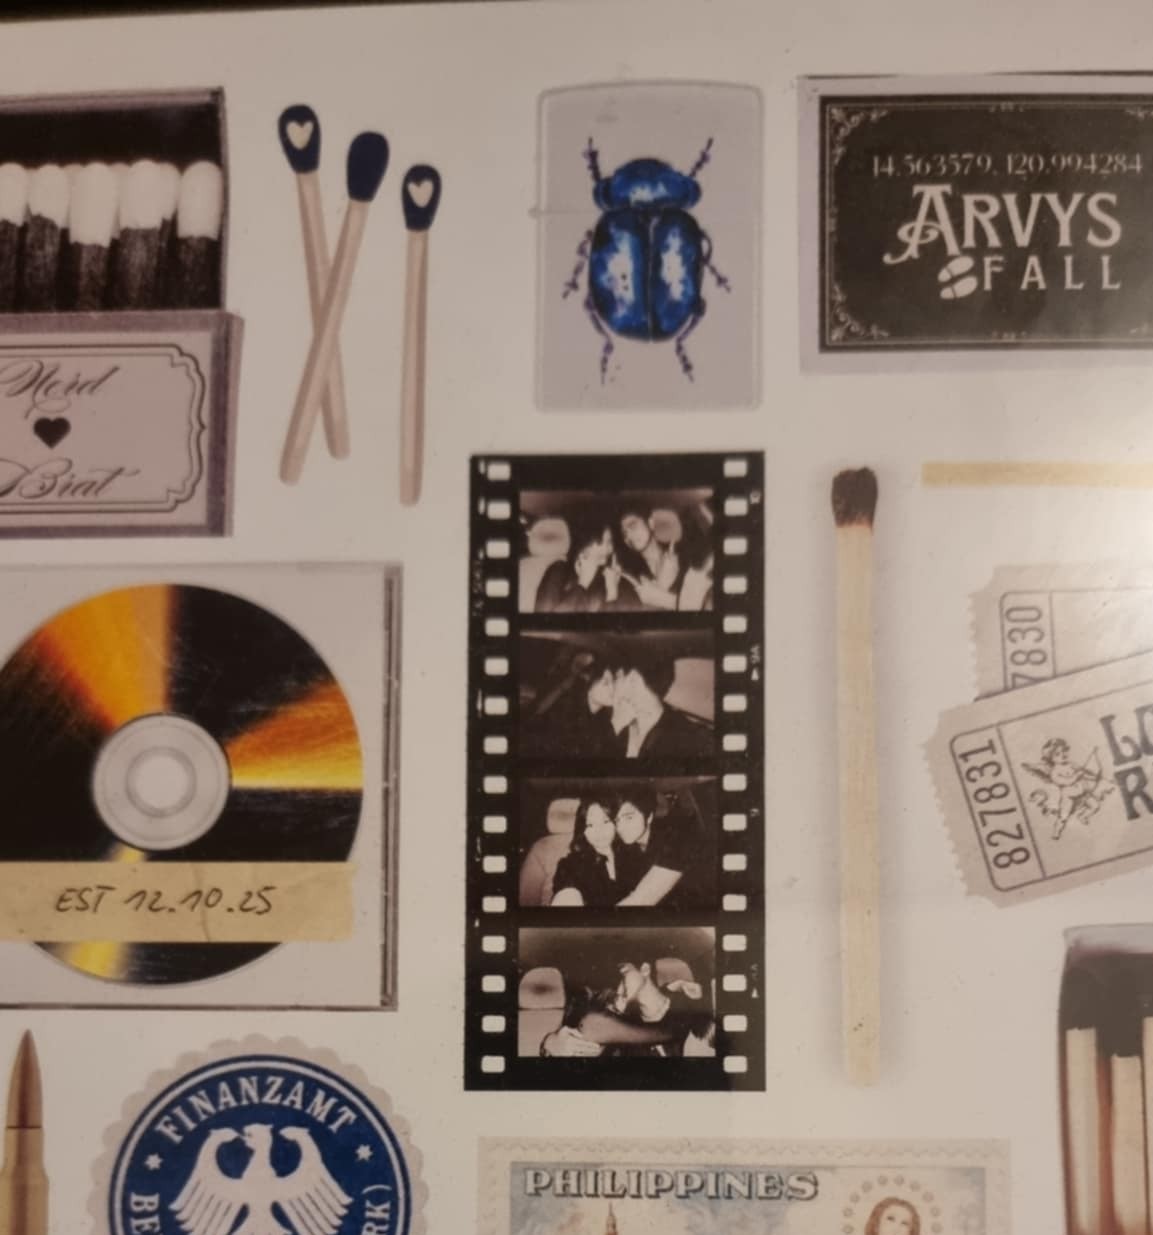 14.563579, 120.994284
ARVYS
FALL
Nerd
Brat
7830
827831
EST 12.10.25
FINANZAMT
PHILIPPINES